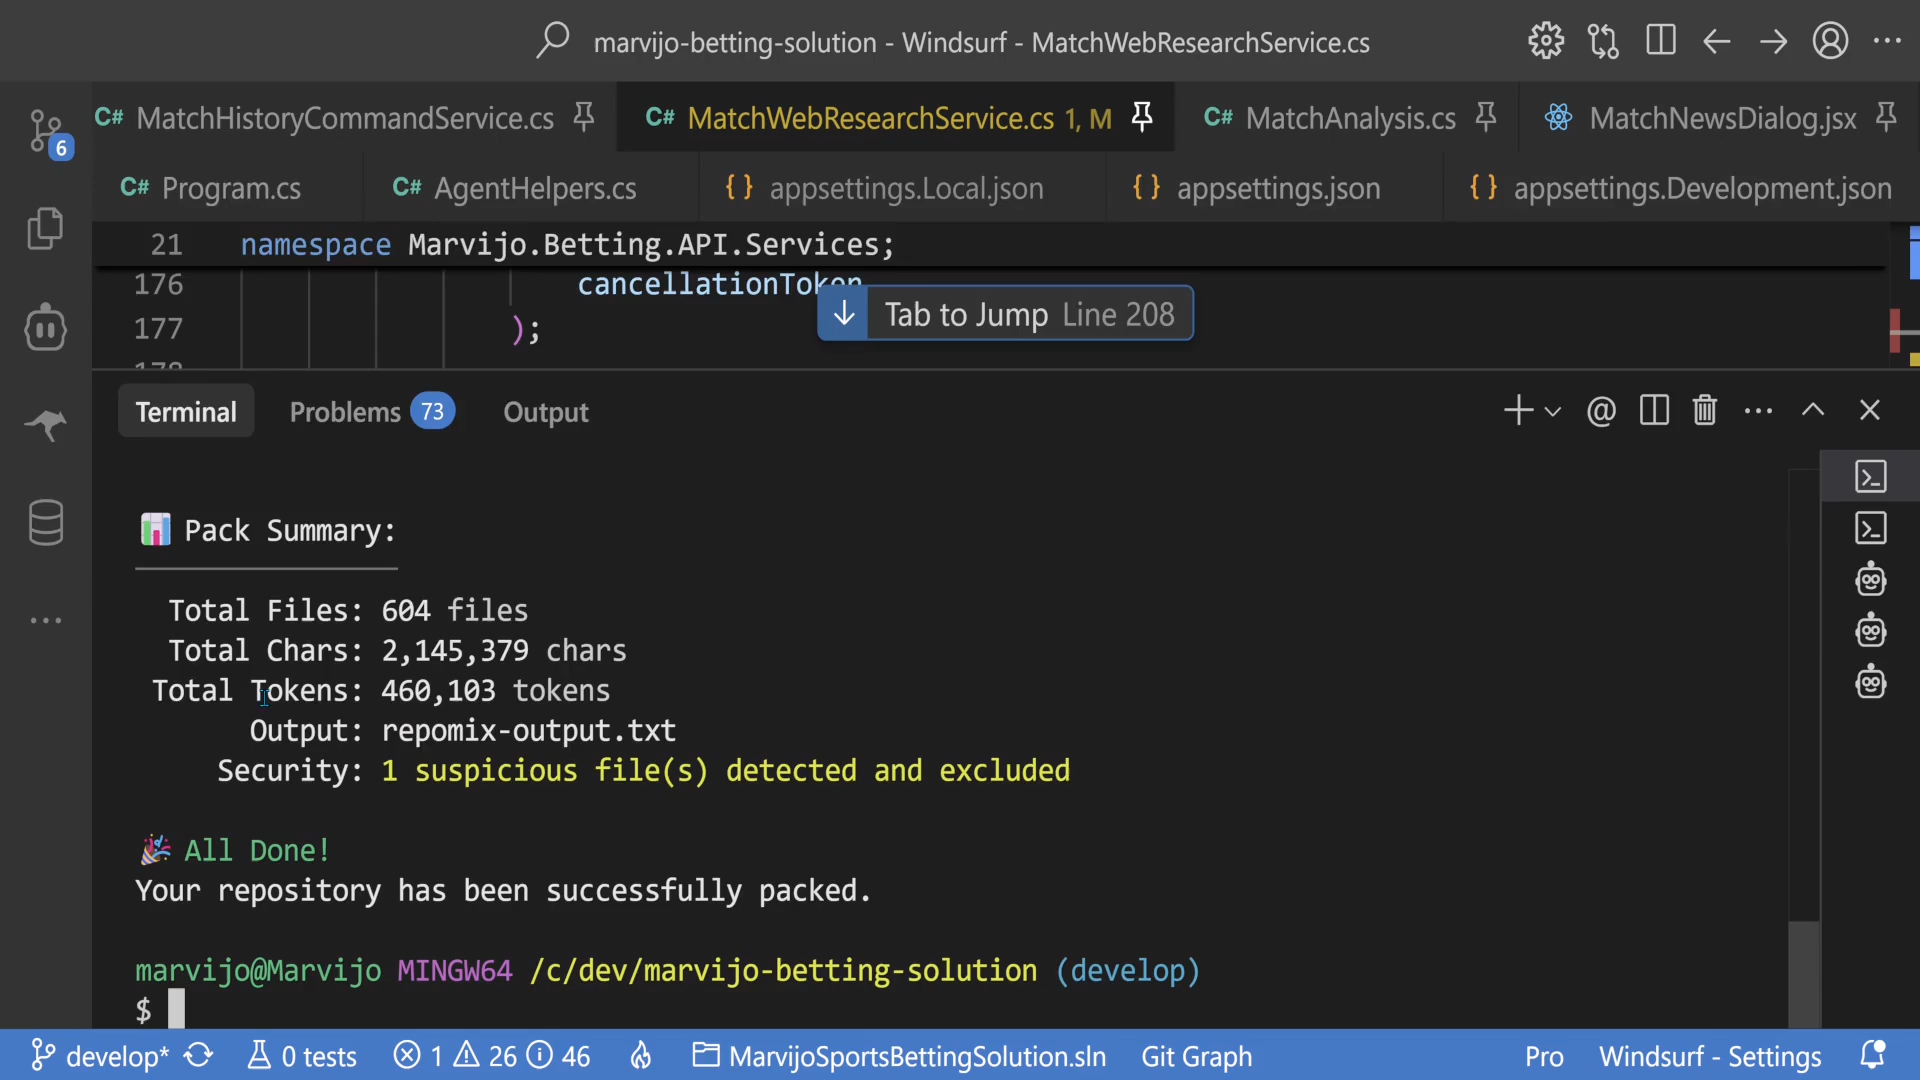 marvijo-betting-solution - Windsurf - MatchWebResearchService.cs
C# MatchHistoryCommandService.cs
C# MatchWebResearchService.cs 1, M
C# MatchAnalysis.cs
MatchNewsDialog.jsx
C# Program.cs
C# AgentHelpers.cs
{} appsettings.Local.json
{} appsettings.json
{} appsettings.Development.json
6
21 namespace Marvijo.Betting.API.Services;
176 cancellationToken
177 );
178
Tab to Jump Line 208
Terminal
Problems 73
Output
Pack Summary:
Total Files: 604 files
Total Chars: 2,145,379 chars
Total Tokens: 460,103 tokens
Output: repomix-output.txt
Security: 1 suspicious file(s) detected and excluded
All Done!
Your repository has been successfully packed.
marvijo@Marvijo MINGW64 /c/dev/marvijo-betting-solution (develop)
$
develop* 0 tests 1 26 46 MarvijoSportsBettingSolution.sln Git Graph Pro Windsurf - Settings